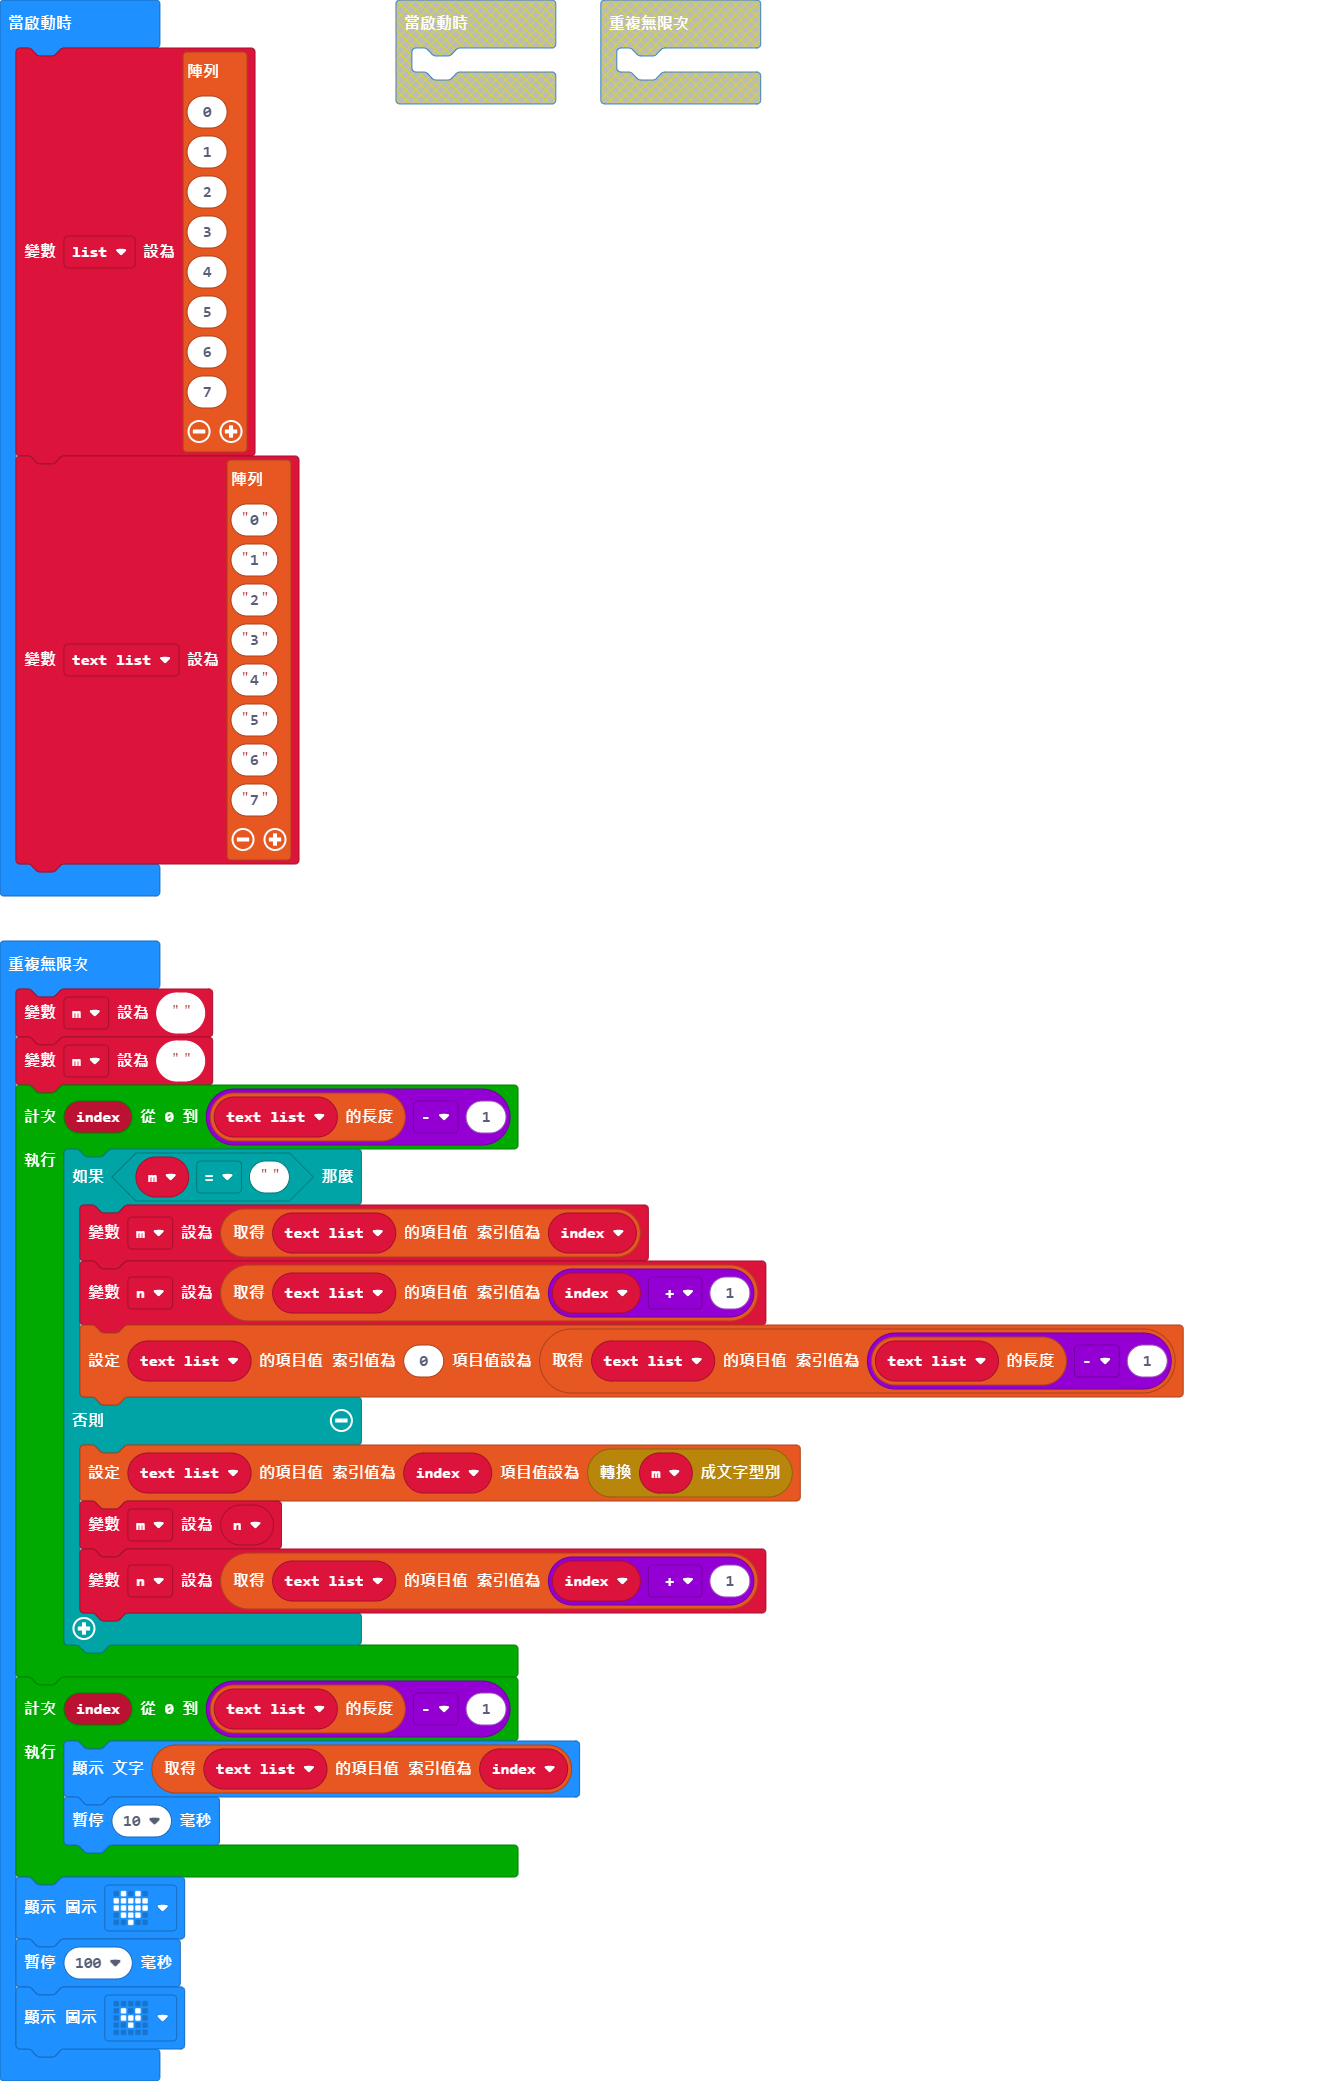 當啟動時
陣列
0
1
2
3
變數 list 設為
4
5
6
7
陣列
"0"
"1"
"2"
"3"
變數 text list 設為
"4"
"5"
"6"
"7"
當啟動時
重複無限次
重複無限次
變數 m 設為 " "
變數 m 設為 " "
計次 index 從 0 到 text list 的長度 - 1
執行
如果 m = " " 那麼
變數 m 設為 取得 text list 的項目值 索引值為 index
變數 n 設為 取得 text list 的項目值 索引值為 index + 1
設定 text list 的項目值 索引值為 0 項目值設為 取得 text list 的項目值 索引值為 text list 的長度 - 1
否則
設定 text list 的項目值 索引值為 index 項目值設為 轉換 m 成文字型別
變數 m 設為 n
變數 n 設為 取得 text list 的項目值 索引值為 index + 1
計次 index 從 0 到 text list 的長度 - 1
執行
顯示 文字 取得 text list 的項目值 索引值為 index
暫停 10 毫秒
顯示 圖示
暫停 100 毫秒
顯示 圖示